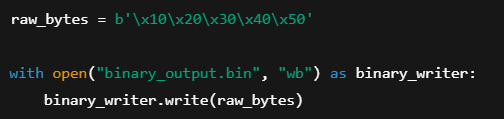 raw_bytes = b'\x10\x20\x30\x40\x50'
with open("binary_output.bin", "wb") as binary_writer:
    binary_writer.write(raw_bytes)